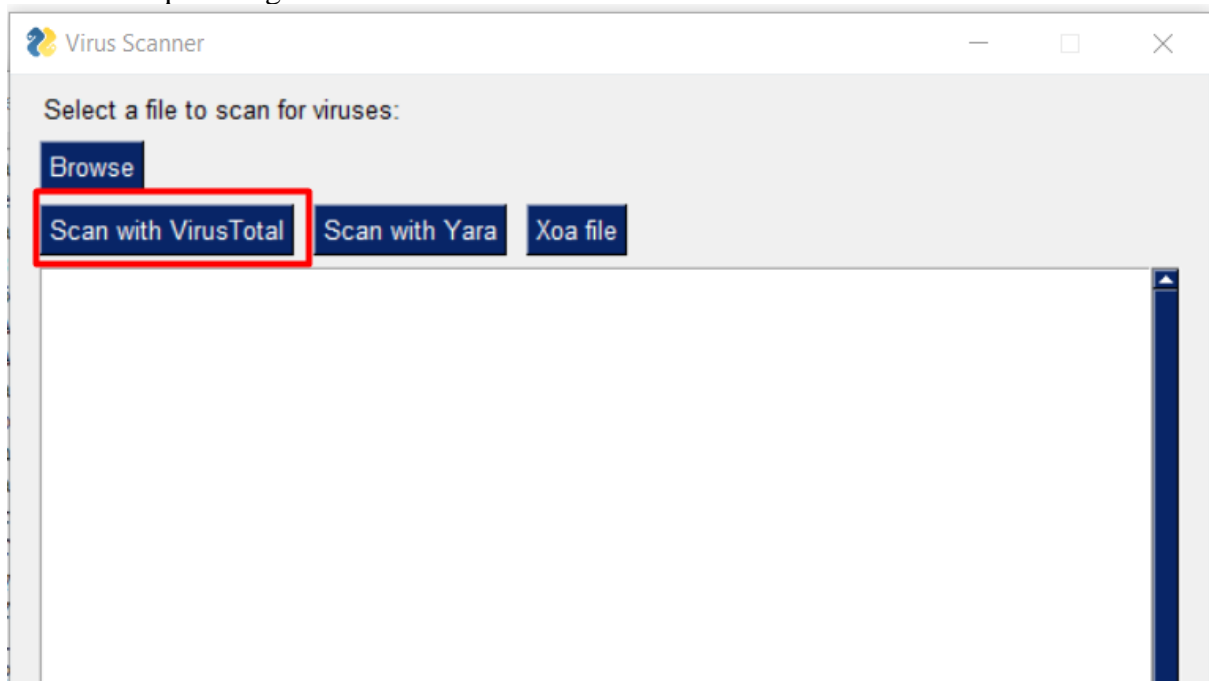 Virus Scanner
Select a file to scan for viruses:
Browse
Scan with VirusTotal Scan with Yara Xoa file